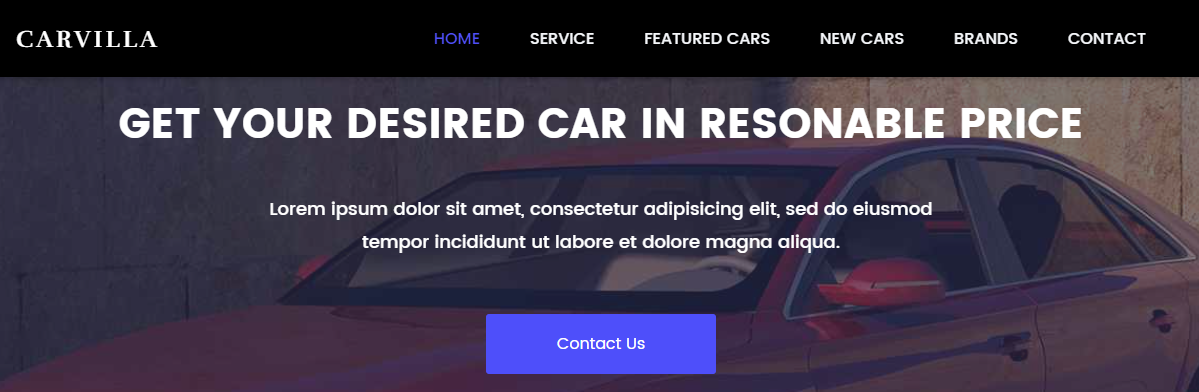 CARVILLA
HOME SERVICE FEATURED CARS NEW CARS BRANDS CONTACT
GET YOUR DESIRED CAR IN RESONABLE PRICE
Lorem ipsum dolor sit amet, consectetur adipisicing elit, sed do eiusmod
tempor incididunt ut labore et dolore magna aliqua.
Contact Us